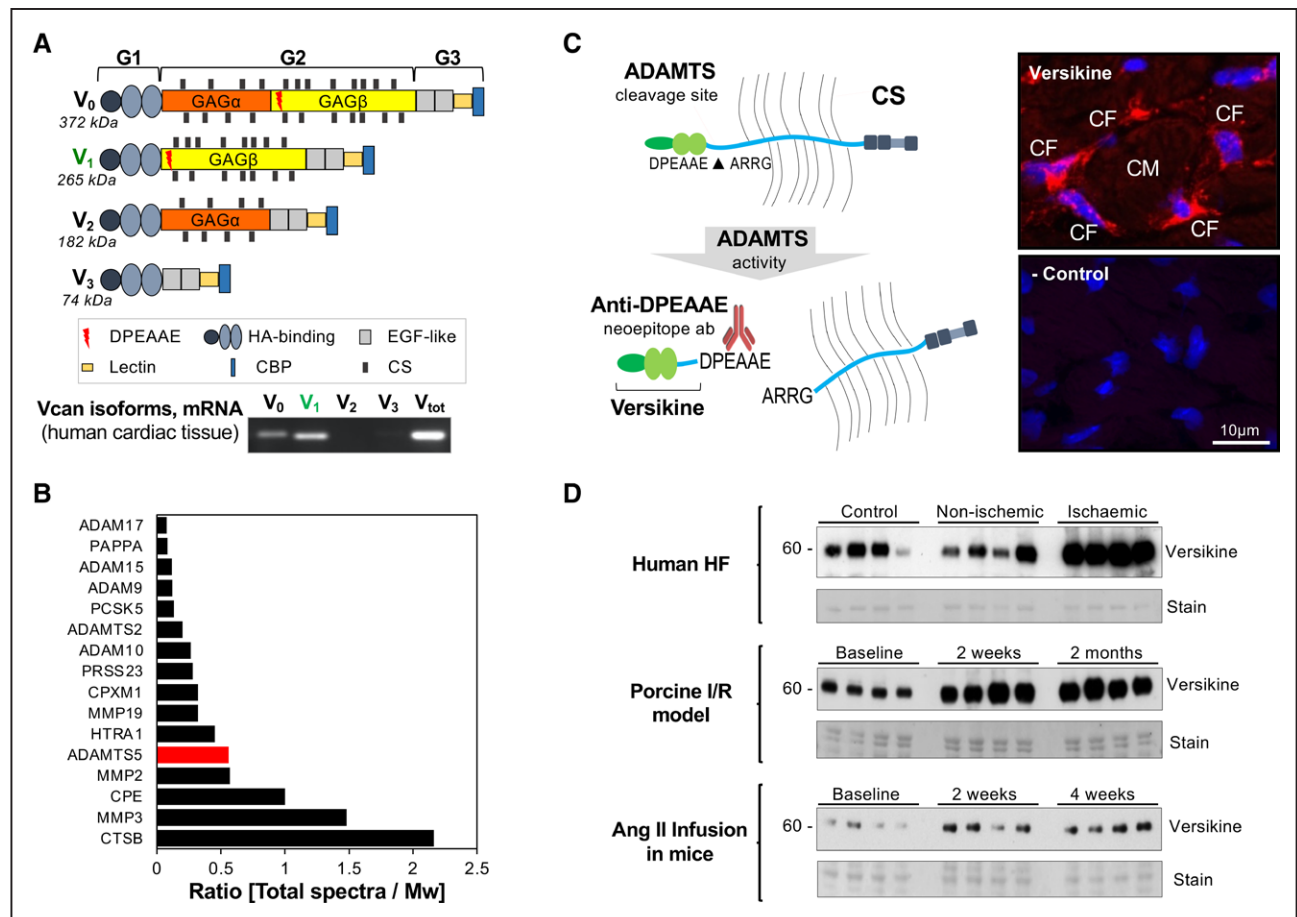 A
G1 G2 G3
V0 GAGα GAGβ
372 kDa
V1 GAGβ
265 kDa
V2 GAGα
182 kDa
V3
74 kDa
DPEAAE HA-binding EGF-like
Lectin CBP CS
Vcan isoforms, mRNA
(human cardiac tissue)
V0 V1 V2 V3 Vtot
B
ADAM17
PAPPA
ADAM15
ADAM9
PCSK5
ADAMTS2
ADAM10
PRSS23
CPXM1
MMP19
HTRA1
ADAMTS5
MMP2
CPE
MMP3
CTSB
0 0.5 1 1.5 2 2.5
Ratio [Total spectra / Mw]
C
ADAMTS
cleavage site
CS
DPEAAE ▲ ARRG
ADAMTS
activity
Anti-DPEAAE
neoepitope ab
DPEAAE
Versikine
ARRG
Versikine
CF
CF
CF
CM
CF
CF
- Control
10µm
D
Human HF
Control Non-ischemic Ischaemic
60 - Versikine
Stain
Porcine I/R
model
Baseline 2 weeks 2 months
60 - Versikine
Stain
Ang II Infusion
in mice
Baseline 2 weeks 4 weeks
60 - Versikine
Stain